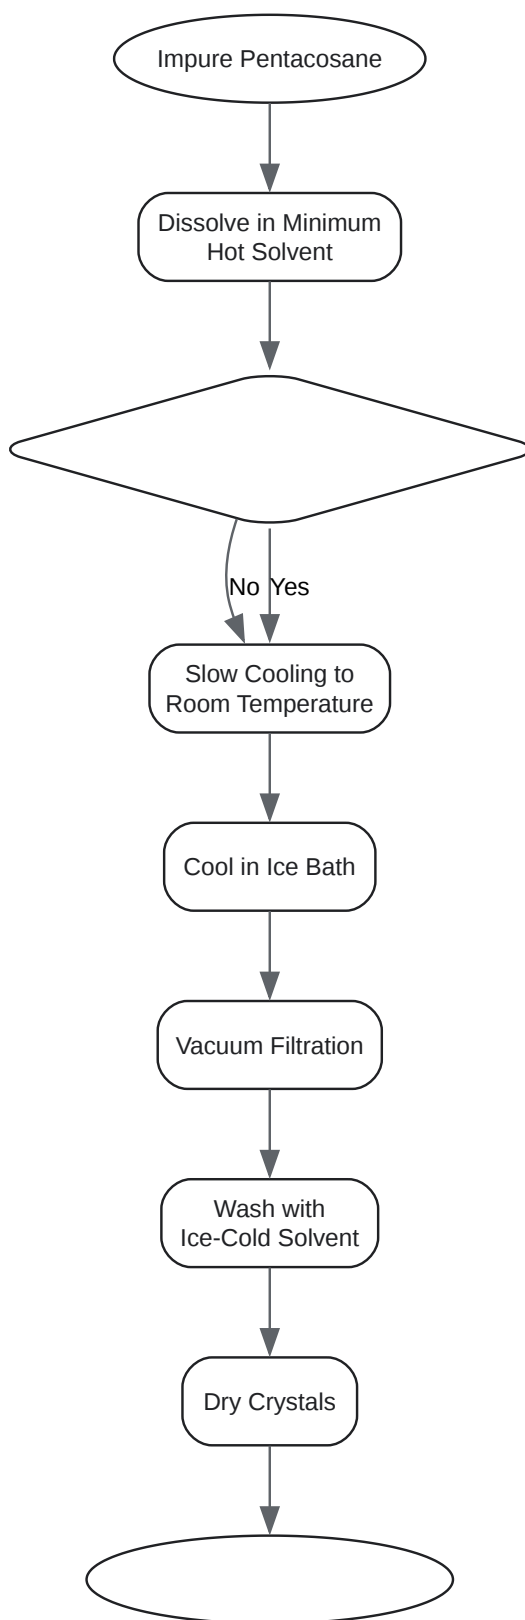 Impure Pentacosane
Dissolve in Minimum
Hot Solvent
No Yes
Slow Cooling to
Room Temperature
Cool in Ice Bath
Vacuum Filtration
Wash with
Ice-Cold Solvent
Dry Crystals